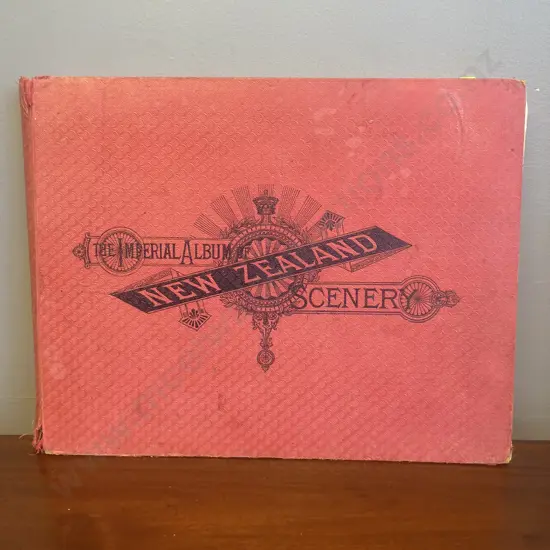 THE IMPERIAL ALBUM OF
NEW ZEALAND
SCENERY